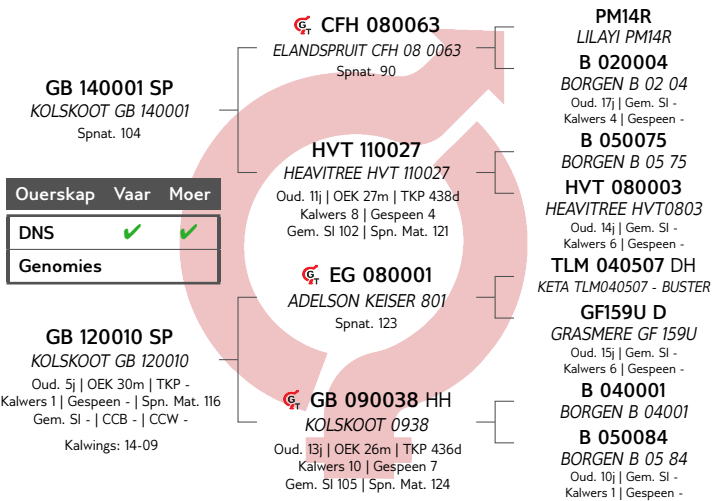 GB 140001 SP
KOLSKOOT GB 140001
Spnat. 104
Ouerskap Vaar Moer
DNS ✔ ✔
Genomies
GB 120010 SP
KOLSKOOT GB 120010
Oud. 5j | OEK 30m | TKP -
Kalwers 1 | Gespeen - | Spn. Mat. 116
Gem. SI - | CCB - | CCW -
Kalwings: 14-09
CFH 080063
ELANDSPRUIT CFH 08 0063
Spnat. 90
HVT 110027
HEAVITREE HVT 110027
Oud. 11j | OEK 27m | TKP 438d
Kalwers 8 | Gespeen 4
Gem. SI 102 | Spn. Mat. 121
EG 080001
ADELSON KEISER 801
Spnat. 123
GB 090038 HH
KOLSKOOT 0938
Oud. 13j | OEK 26m | TKP 436d
Kalwers 10 | Gespeen 7
Gem. SI 105 | Spn. Mat. 124
PM14R
LILAYI PM14R
B 020004
BORGEN B 02 04
Oud. 17j | Gem. SI -
Kalwers 4 | Gespeen -
B 050075
BORGEN B 05 75
HVT 080003
HEAVITREE HVT0803
Oud. 14j | Gem. SI -
Kalwers 6 | Gespeen -
TLM 040507 DH
KETA TLM040507 - BUSTER
GF159U D
GRASMERE GF 159U
Oud. 15j | Gem. SI -
Kalwers 6 | Gespeen -
B 040001
BORGEN B 04001
B 050084
BORGEN B 05 84
Oud. 10j | Gem. SI -
Kalwers 1 | Gespeen -